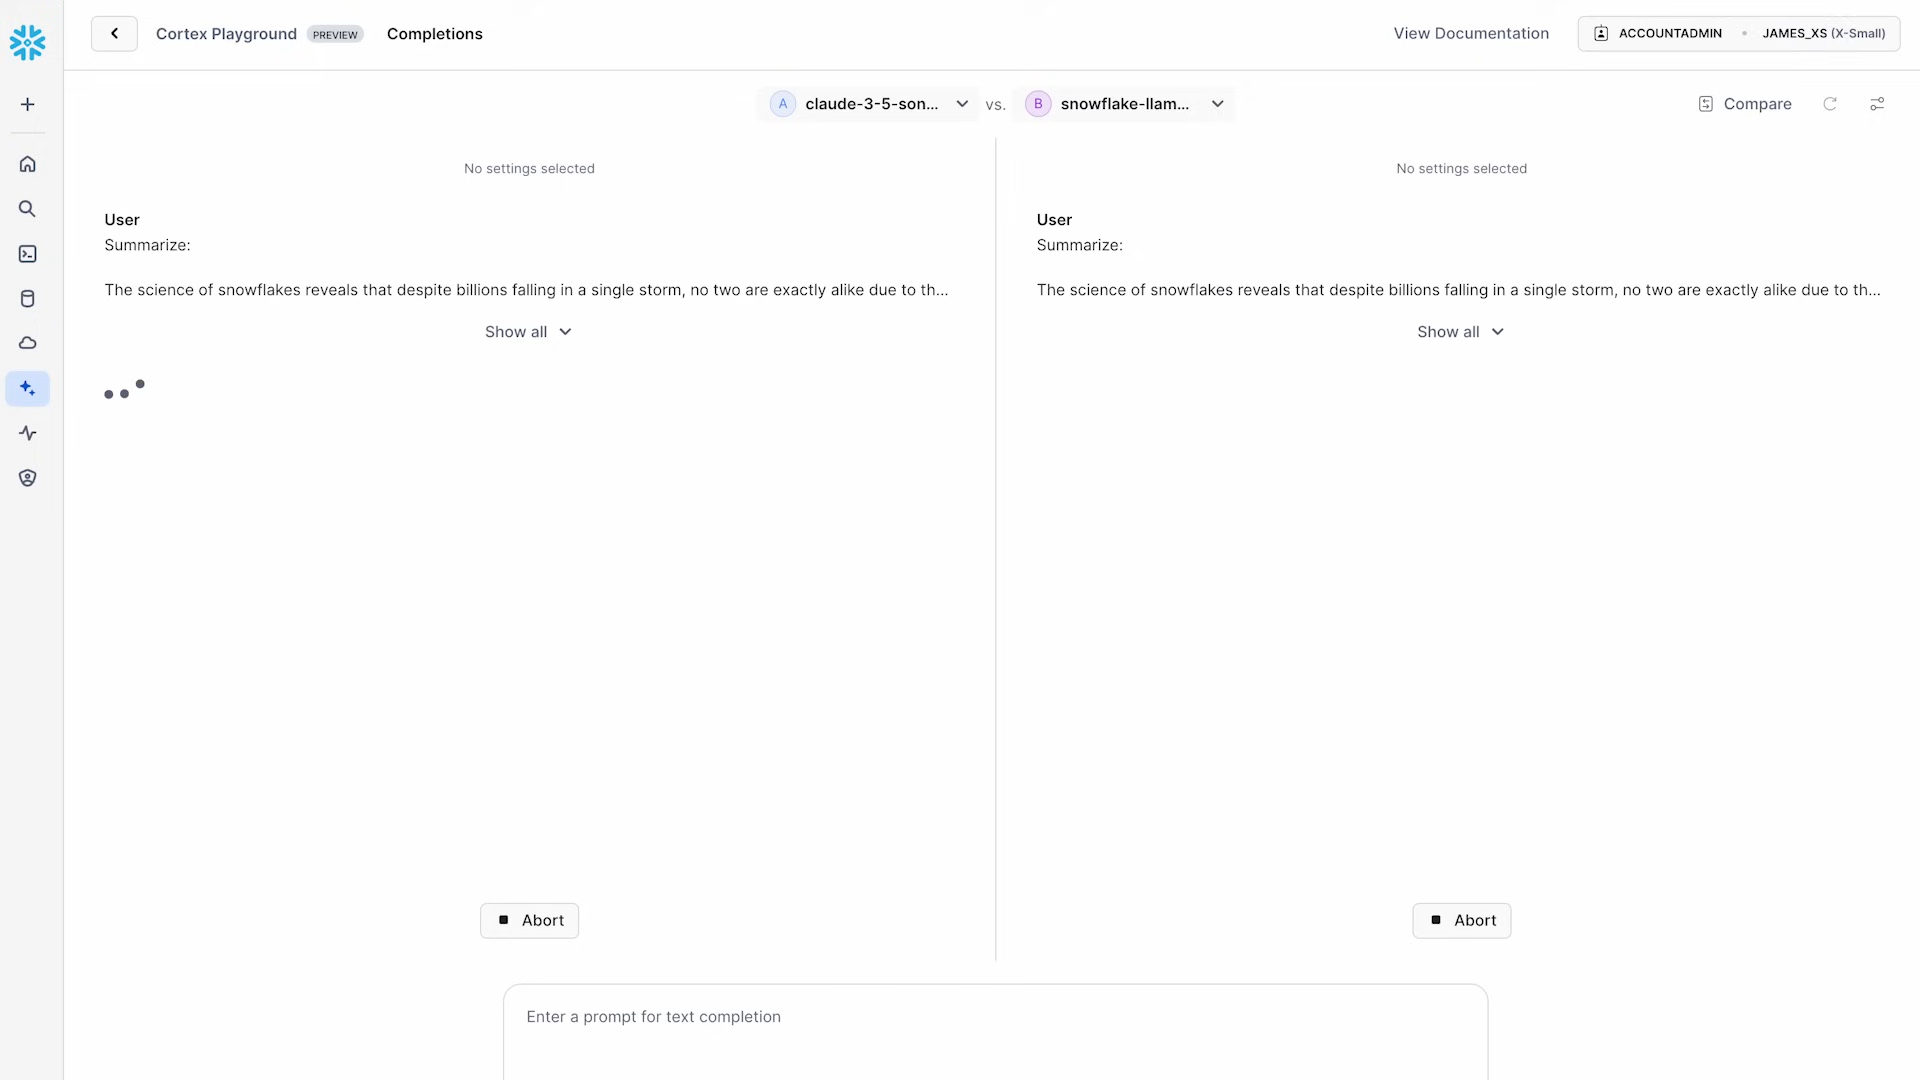 Cortex Playground PREVIEW Completions
View Documentation
ACCOUNTADMIN • JAMES_XS (X-Small)
A claude-3-5-son... vs. B snowflake-llam...
Compare
No settings selected
User
Summarize:
The science of snowflakes reveals that despite billions falling in a single storm, no two are exactly alike due to th...
Show all
Abort
No settings selected
User
Summarize:
The science of snowflakes reveals that despite billions falling in a single storm, no two are exactly alike due to th...
Show all
Abort
Enter a prompt for text completion